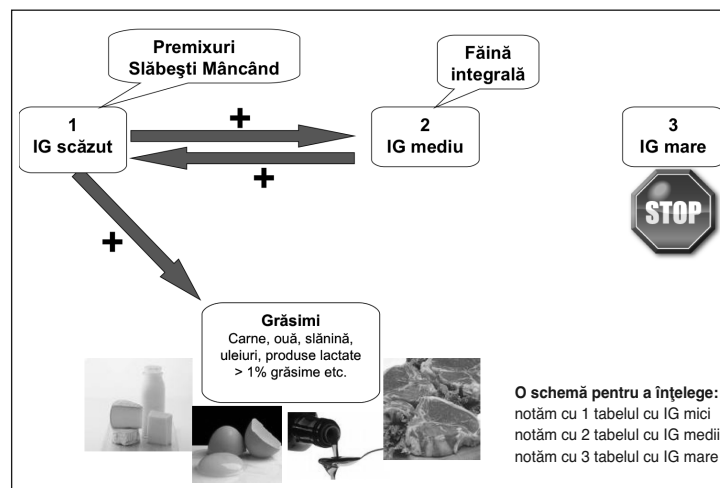 Premixuri
Slăbeşti Mâncând
Făină
integrală
1
IG scăzut
+
+
2
IG mediu
3
IG mare
STOP
+
Grăsimi
Carne, ouă, slănină,
uleiuri, produse lactate
> 1% grăsime etc.
O schemă pentru a înţelege:
notăm cu 1 tabelul cu IG mici
notăm cu 2 tabelul cu IG medii
notăm cu 3 tabelul cu IG mare